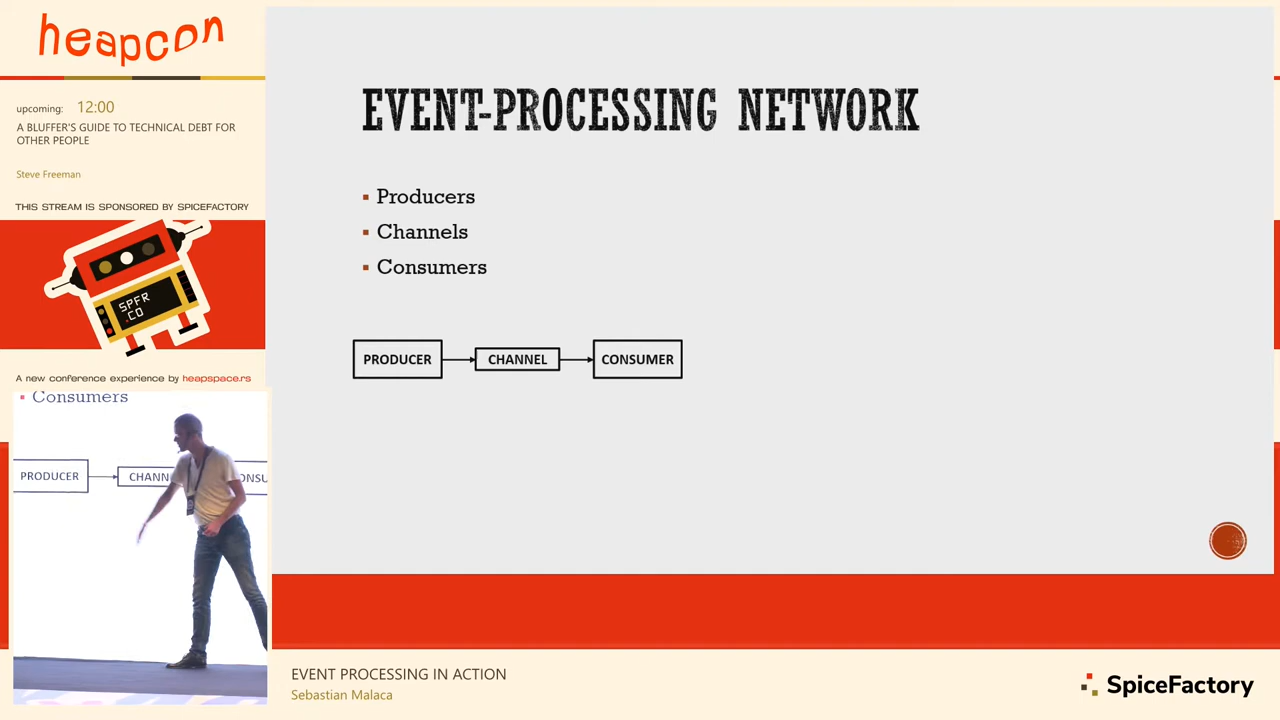 heapcon
upcoming: 12:00
A BLUFFER'S GUIDE TO TECHNICAL DEBT FOR
OTHER PEOPLE
Steve Freeman
THIS STREAM IS SPONSORED BY SPICEFACTORY
SPFR
.CO
A new conference experience by heapspace.rs
Consumers
PRODUCER
CHANN
ONSU
EVENT-PROCESSING NETWORK
▪ Producers
▪ Channels
▪ Consumers
PRODUCER
CHANNEL
CONSUMER
EVENT PROCESSING IN ACTION
Sebastian Malaca
SpiceFactory